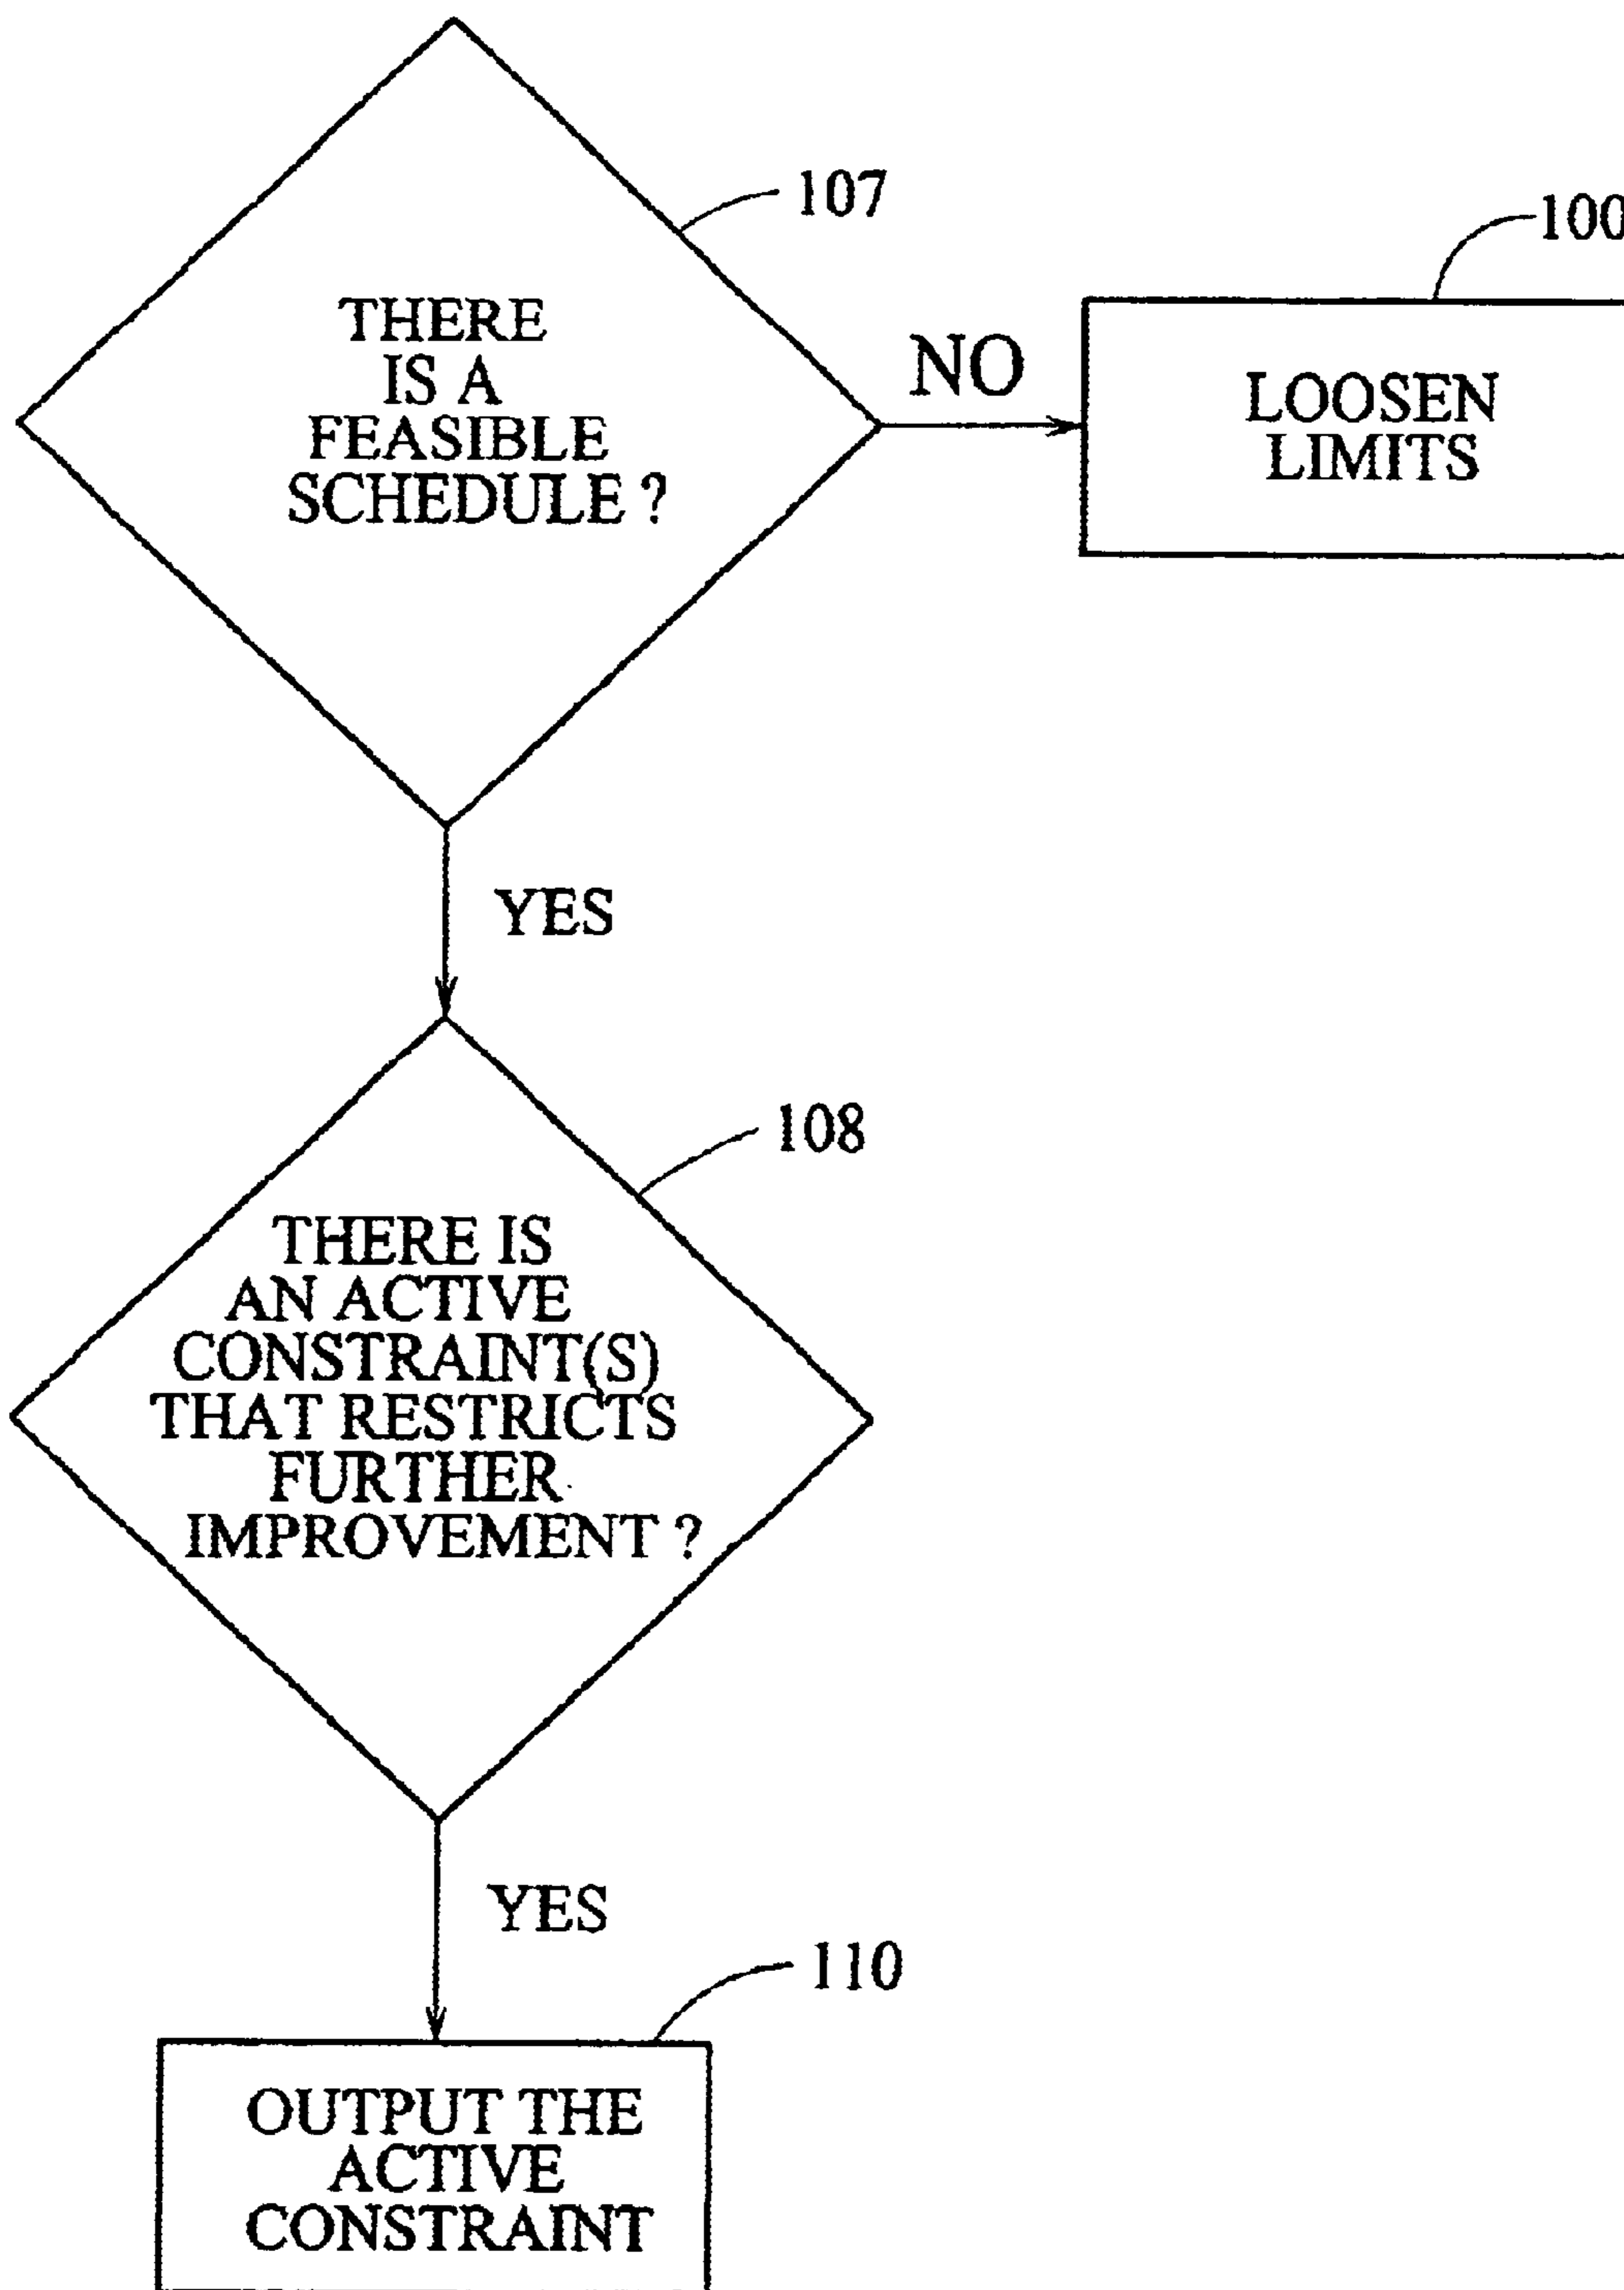 107
THERE
IS A
FEASIBLE
SCHEDULE ?
NO
100
LOOSEN
LIMITS
YES
108
THERE IS
AN ACTIVE
CONSTRAINT(S)
THAT RESTRICTS
FURTHER
IMPROVEMENT ?
YES
110
OUTPUT THE
ACTIVE
CONSTRAINT